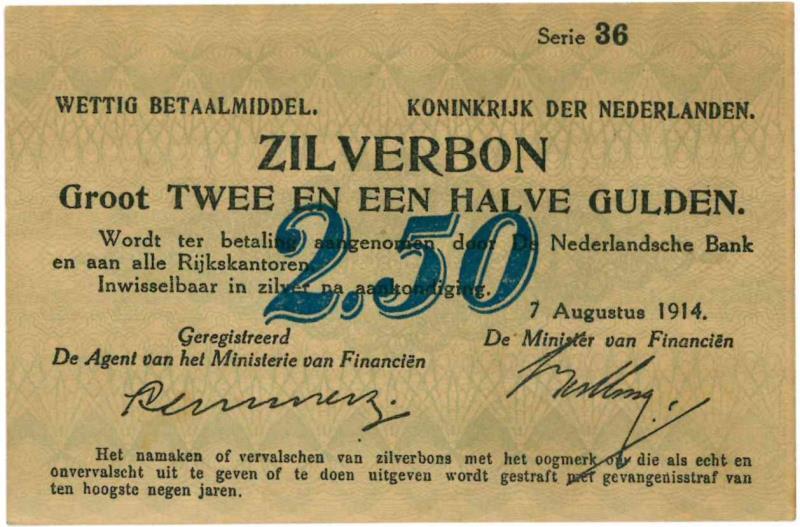 Serie 36
WETTIG BETAALMIDDEL. KONINKRIJK DER NEDERLANDEN.
ZILVERBON
Groot TWEE EN EEN HALVE GULDEN.
2.50
Wordt ter betaling aangenomen door De Nederlandsche Bank
en aan alle Rijkskantoren.
Inwisselbaar in zilver na aankondiging.
7 Augustus 1914.
Geregistreerd
De Agent van het Ministerie van Financiën
De Minister van Financiën
Het namaken of vervalschen van zilverbons met het oogmerk om die als echt en
onvervalscht uit te geven of te doen uitgeven wordt gestraft met gevangenisstraf van
ten hoogste negen jaren.